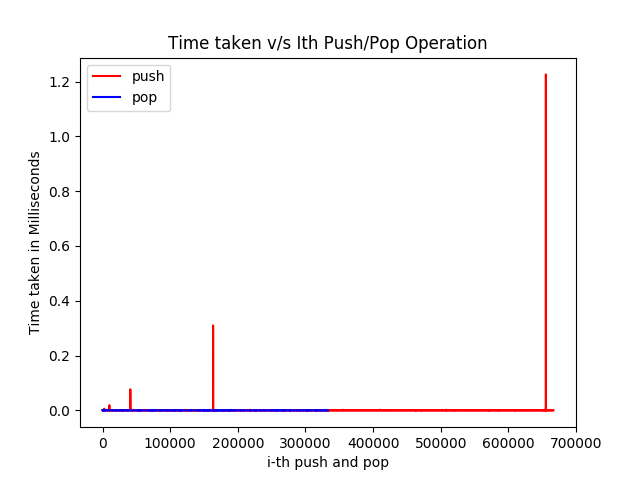 Time taken v/s Ith Push/Pop Operation
push
pop
Time taken in Milliseconds
1.2
1.0
0.8
0.6
0.4
0.2
0.0
0 100000 200000 300000 400000 500000 600000 700000
i-th push and pop